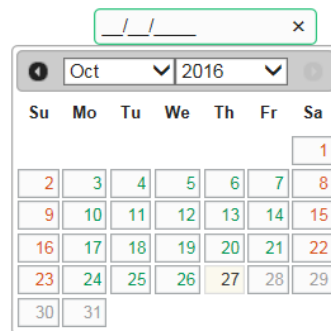 __/__/____ ×
Oct 2016
Su Mo Tu We Th Fr Sa
1
2 3 4 5 6 7 8
9 10 11 12 13 14 15
16 17 18 19 20 21 22
23 24 25 26 27 28 29
30 31